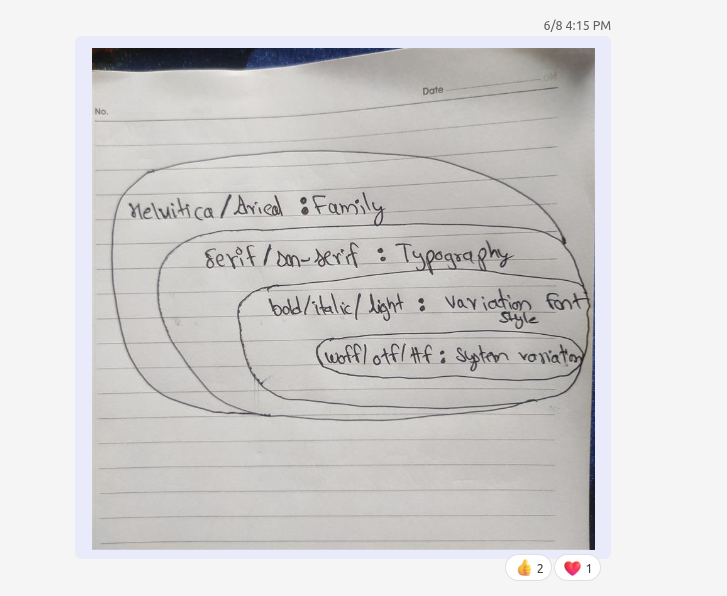 6/8 4:15 PM
Date
No.
Helvitica/Aried : Family
Serif/san-serif : Typography
bold/italic/light : variation font
style
woff/otf/ttf : system variation
2
1